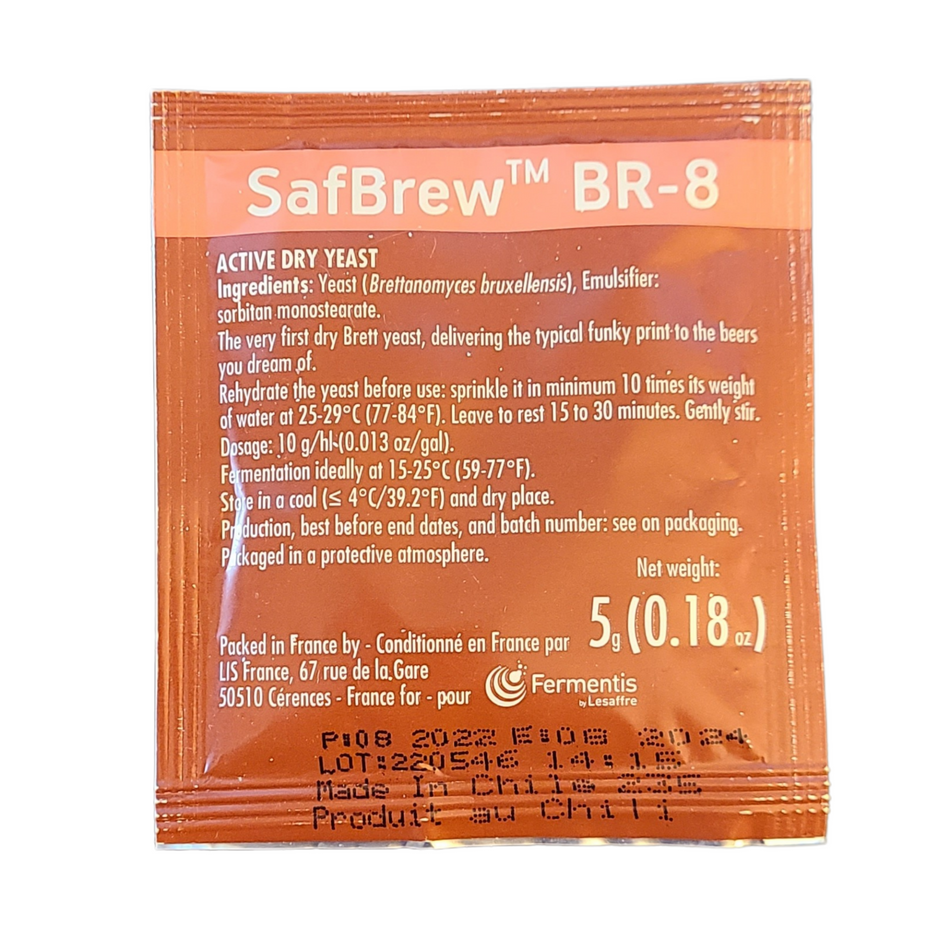 SafBrew™ BR-8
ACTIVE DRY YEAST
Ingredients: Yeast (Brettanomyces bruxellensis), Emulsifier:
sorbitan monostearate.
The very first dry Brett yeast, delivering the typical funky print to the beers
you dream of.
Rehydrate the yeast before use: sprinkle it in minimum 10 times its weight
of water at 25-29°C (77-84°F). Leave to rest 15 to 30 minutes. Gently stir.
Dosage: 10 g/hl (0.013 oz/gal).
Fermentation ideally at 15-25°C (59-77°F).
Store in a cool (≤ 4°C/39.2°F) and dry place.
Production, best before end dates, and batch number: see on packaging.
Packaged in a protective atmosphere.
Net weight:
5g (0.18 oz)
Packed in France by - Conditionné en France par
LIS France, 67 rue de la Gare
50510 Cérences - France for - pour
Fermentis
by Lesaffre
P:08 2022 E:08 2024
LOT:220546 14:15
Made In Chile 235
Produit au Chili